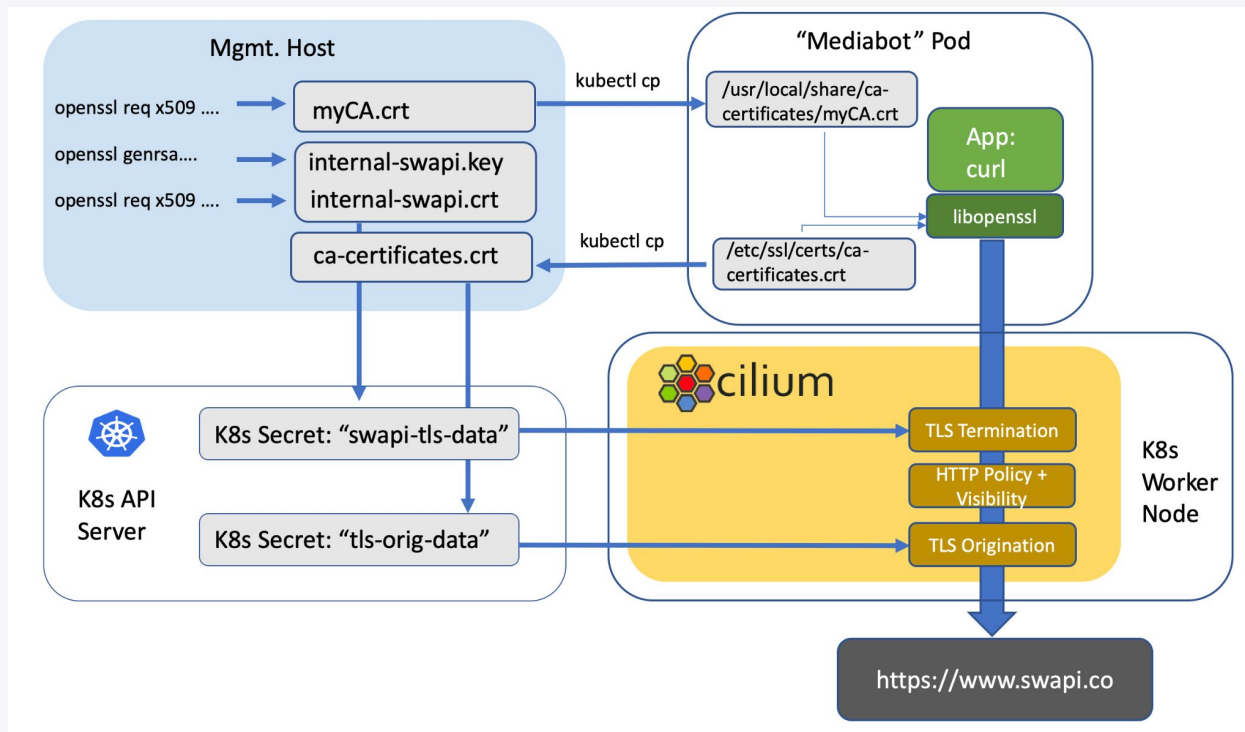 Mgmt. Host
openssl req x509 ....
myCA.crt
openssl genrsa....
internal-swapi.key
openssl req x509 ....
internal-swapi.crt
ca-certificates.crt
kubectl cp
kubectl cp
“Mediabot” Pod
/usr/local/share/ca-
certificates/myCA.crt
App:
curl
libopenssl
/etc/ssl/certs/ca-
certificates.crt
K8s API
Server
K8s Secret: “swapi-tls-data”
K8s Secret: “tls-orig-data”
cilium
TLS Termination
HTTP Policy +
Visibility
TLS Origination
K8s
Worker
Node
https://www.swapi.co